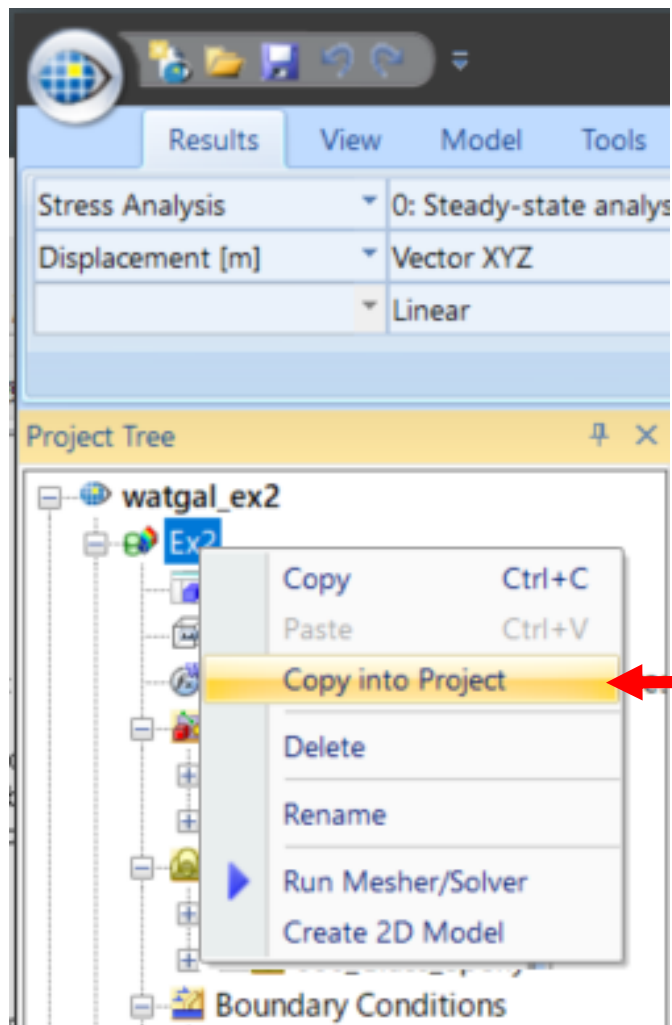 Results View Model Tools
Stress Analysis 0: Steady-state analys
Displacement [m] Vector XYZ
Linear
Project Tree
watgal_ex2
Ex2
Copy Ctrl+C
Paste Ctrl+V
Copy into Project
Delete
Rename
Run Mesher/Solver
Create 2D Model
Boundary Conditions